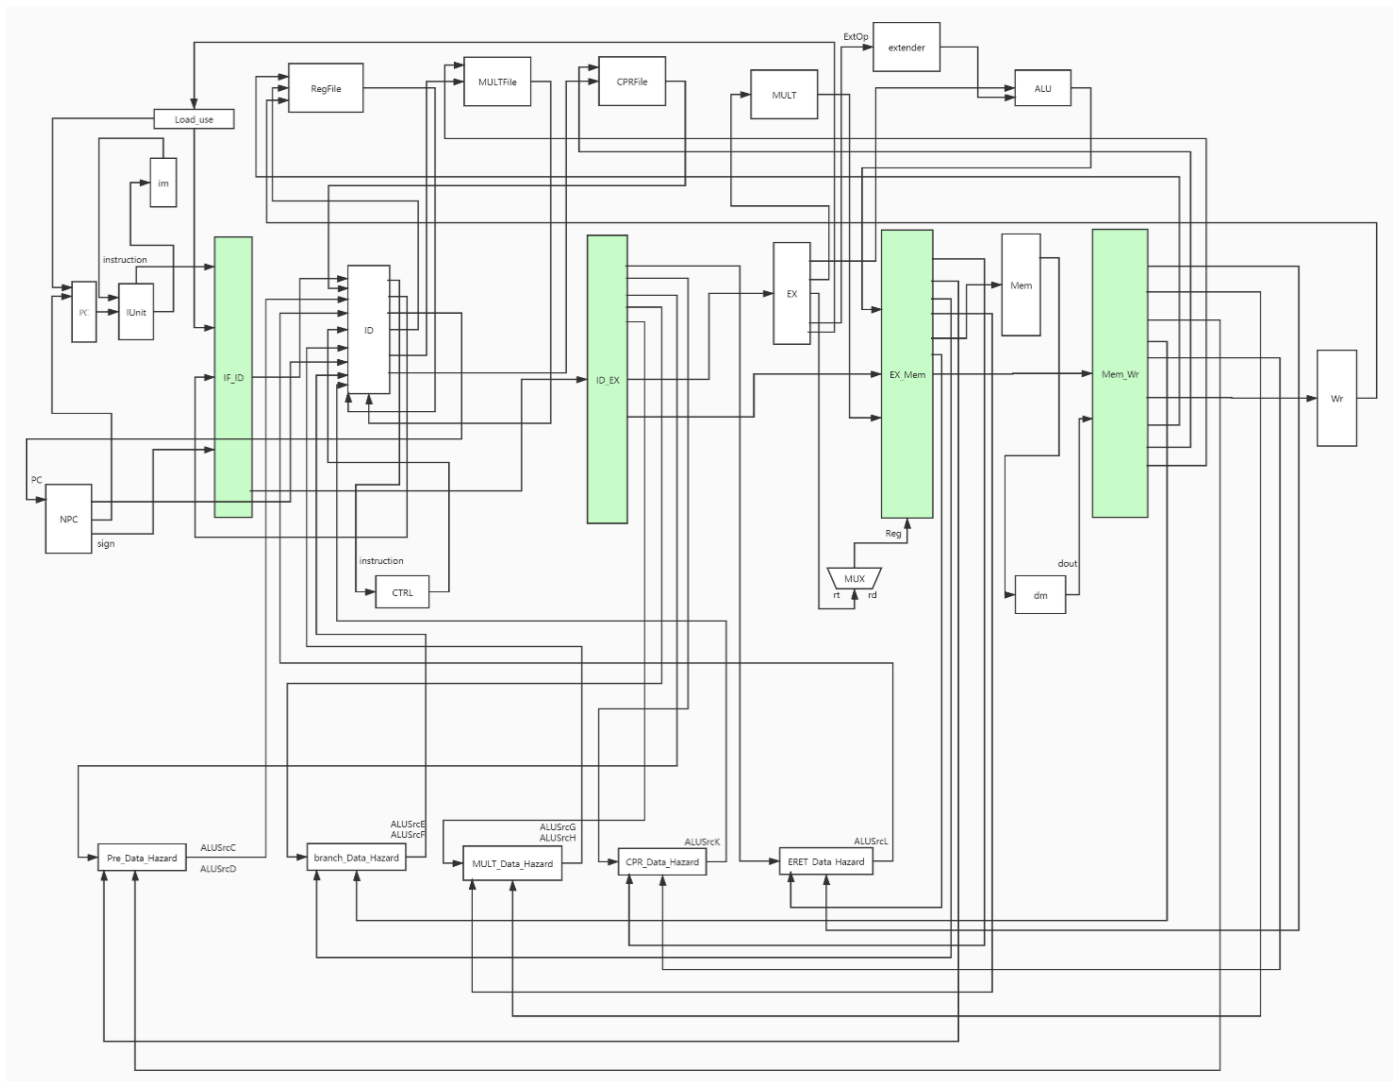 ExtOp
extender
RegFile
MULTFile
CPRFile
MULT
ALU
Load_use
im
instruction
PC
IUnit
IF_ID
ID
ID_EX
EX
EX_Mem
Mem
Mem_Wr
Wr
PC
NPC
sign
instruction
CTRL
Reg
MUX
rt
rd
dout
dm
Pre_Data_Hazard
ALUSrcC
ALUSrcD
branch_Data_Hazard
ALUSrcE
ALUSrcF
MULT_Data_Hazard
ALUSrcG
ALUSrcH
CPR_Data_Hazard
ALUSrcK
ERET_Data_Hazard
ALUSrcL